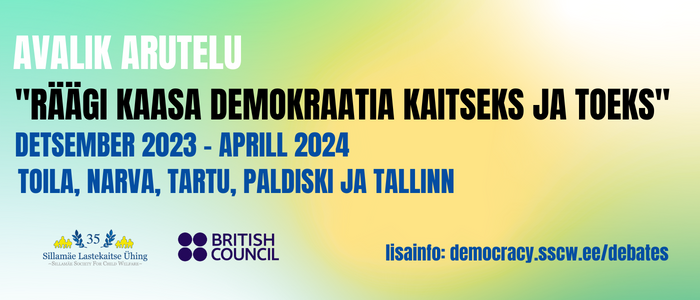 AVALIK ARUTELU
"RÄÄGI KAASA DEMOKRAATIA KAITSEKS JA TOEKS"
DETSEMBER 2023 - APRILL 2024
TOILA, NARVA, TARTU, PALDISKI JA TALLINN
35
Sillamäe Lastekaitse Ühing
~Sillamäe Society For Child Welfare~
BRITISH
COUNCIL
lisainfo: democracy.sscw.ee/debates